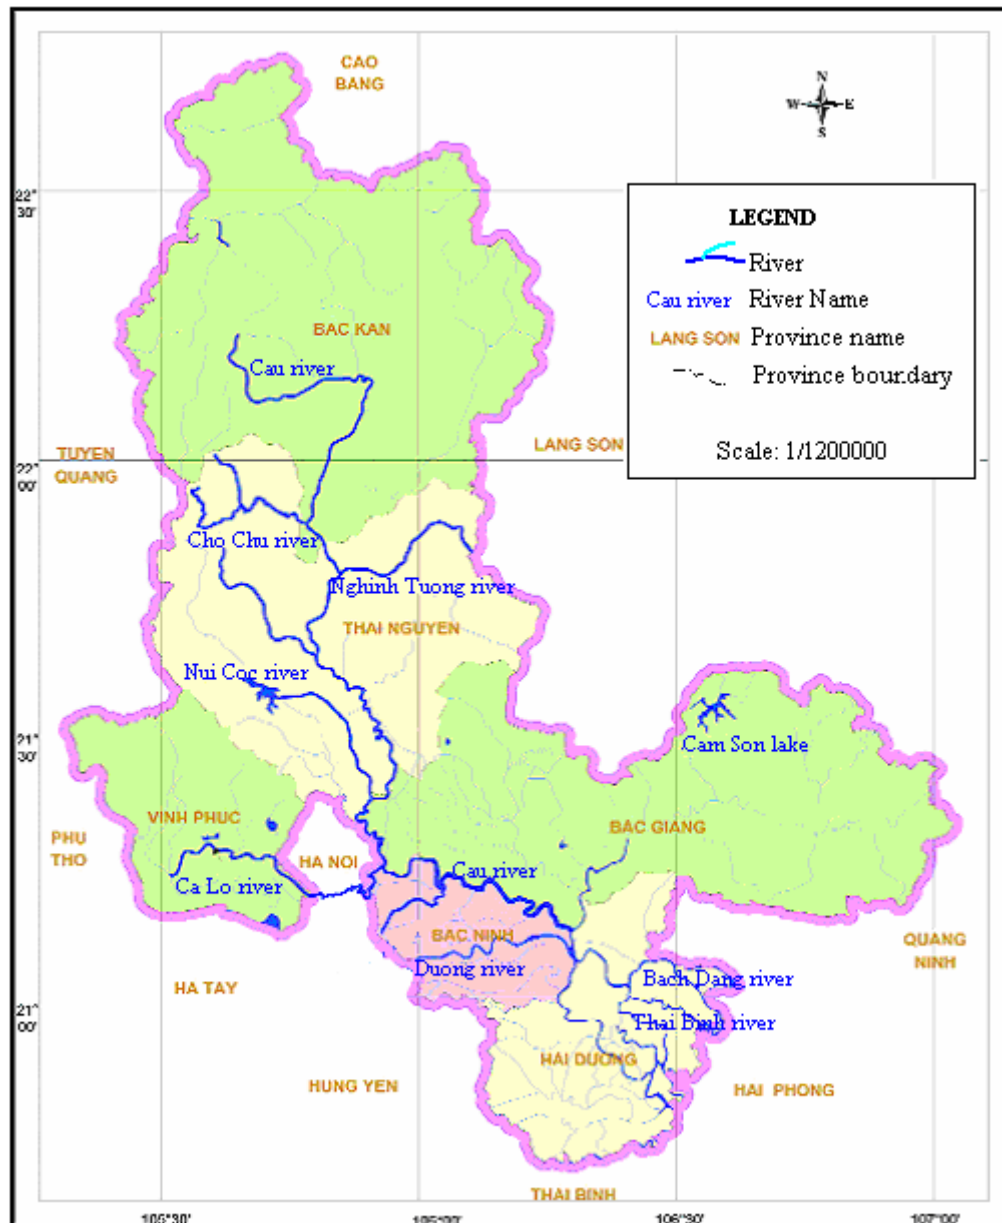 CAO
BANG
N
W E
S
22°
30'
LEGEND
River
Cau river River Name
LANG SON Province name
Province boundary
Scale: 1/1200000
BAC KAN
Cau river
LANG SON
TUYEN
QUANG
22°
00'
Cho Chu river
Nghinh Tuong river
THAI NGUYEN
Nui Coc river
Cam Son lake
21°
30'
VINH PHUC
BAC GIANG
PHU
THO
HA NOI
Cau river
Ca Lo river
BAC NINH
QUANG
NINH
Duong river
Bach Dang river
HA TAY
21°
00'
Thai Binh river
HAI DUONG
HUNG YEN
HAI PHONG
THAI BINH
105°30'
106°30'
107°00'